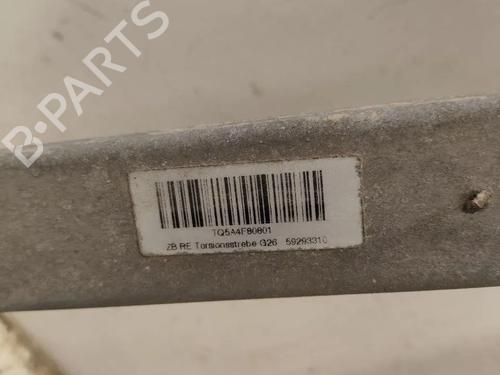 B-PARTS
TQ5A4F80801
ZB RE Torsionsstrebe G26 59293310